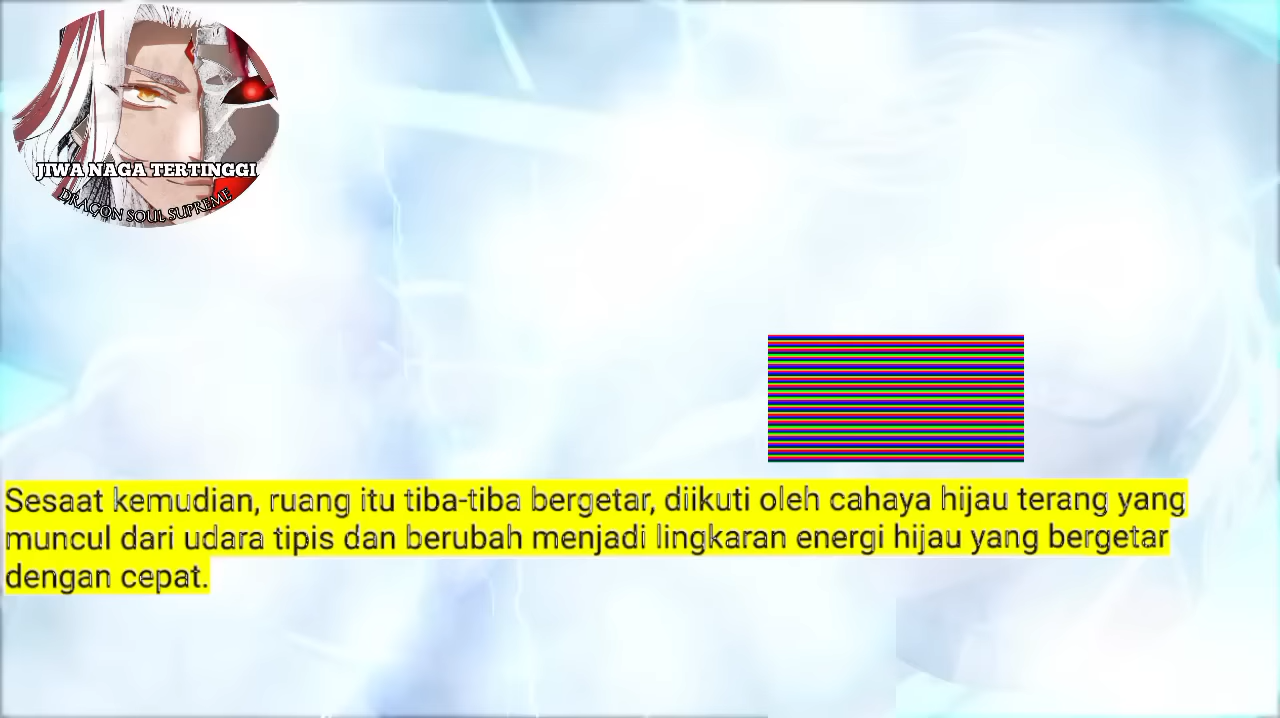 JIWA NAGA TERTINGGI
DRAGON SOUL SUPREME
Sesaat kemudian, ruang itu tiba-tiba bergetar, diikuti oleh cahaya hijau terang yang
muncul dari udara tipis dan berubah menjadi lingkaran energi hijau yang bergetar
dengan cepat.